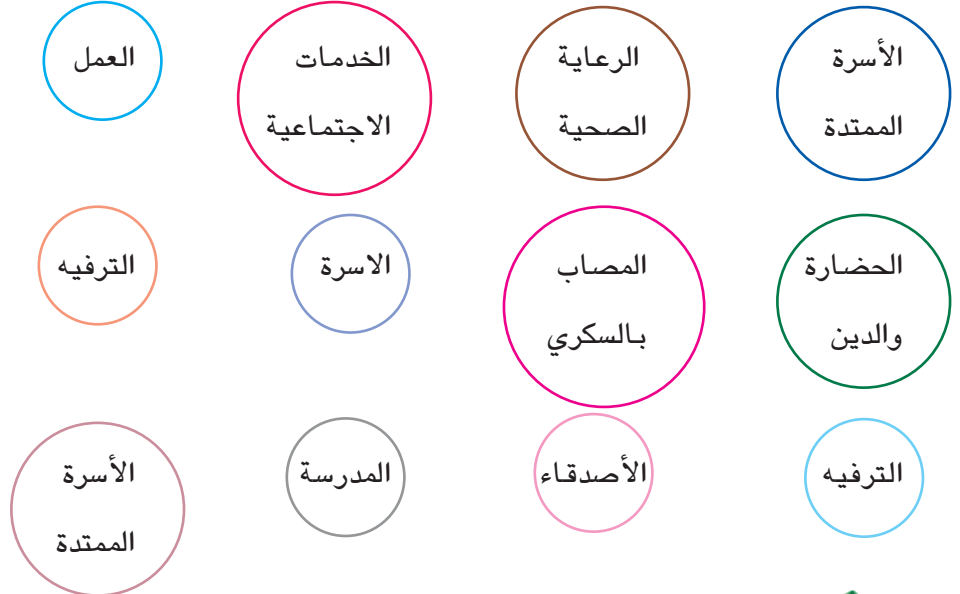 الأسرة
الممتدة
الرعاية
الصحية
الخدمات
الاجتماعية
العمل
الحضارة
والدين
المصاب
بالسكري
الاسرة
الترفيه
الترفيه
الأصدقاء
المدرسة
الأسرة
الممتدة